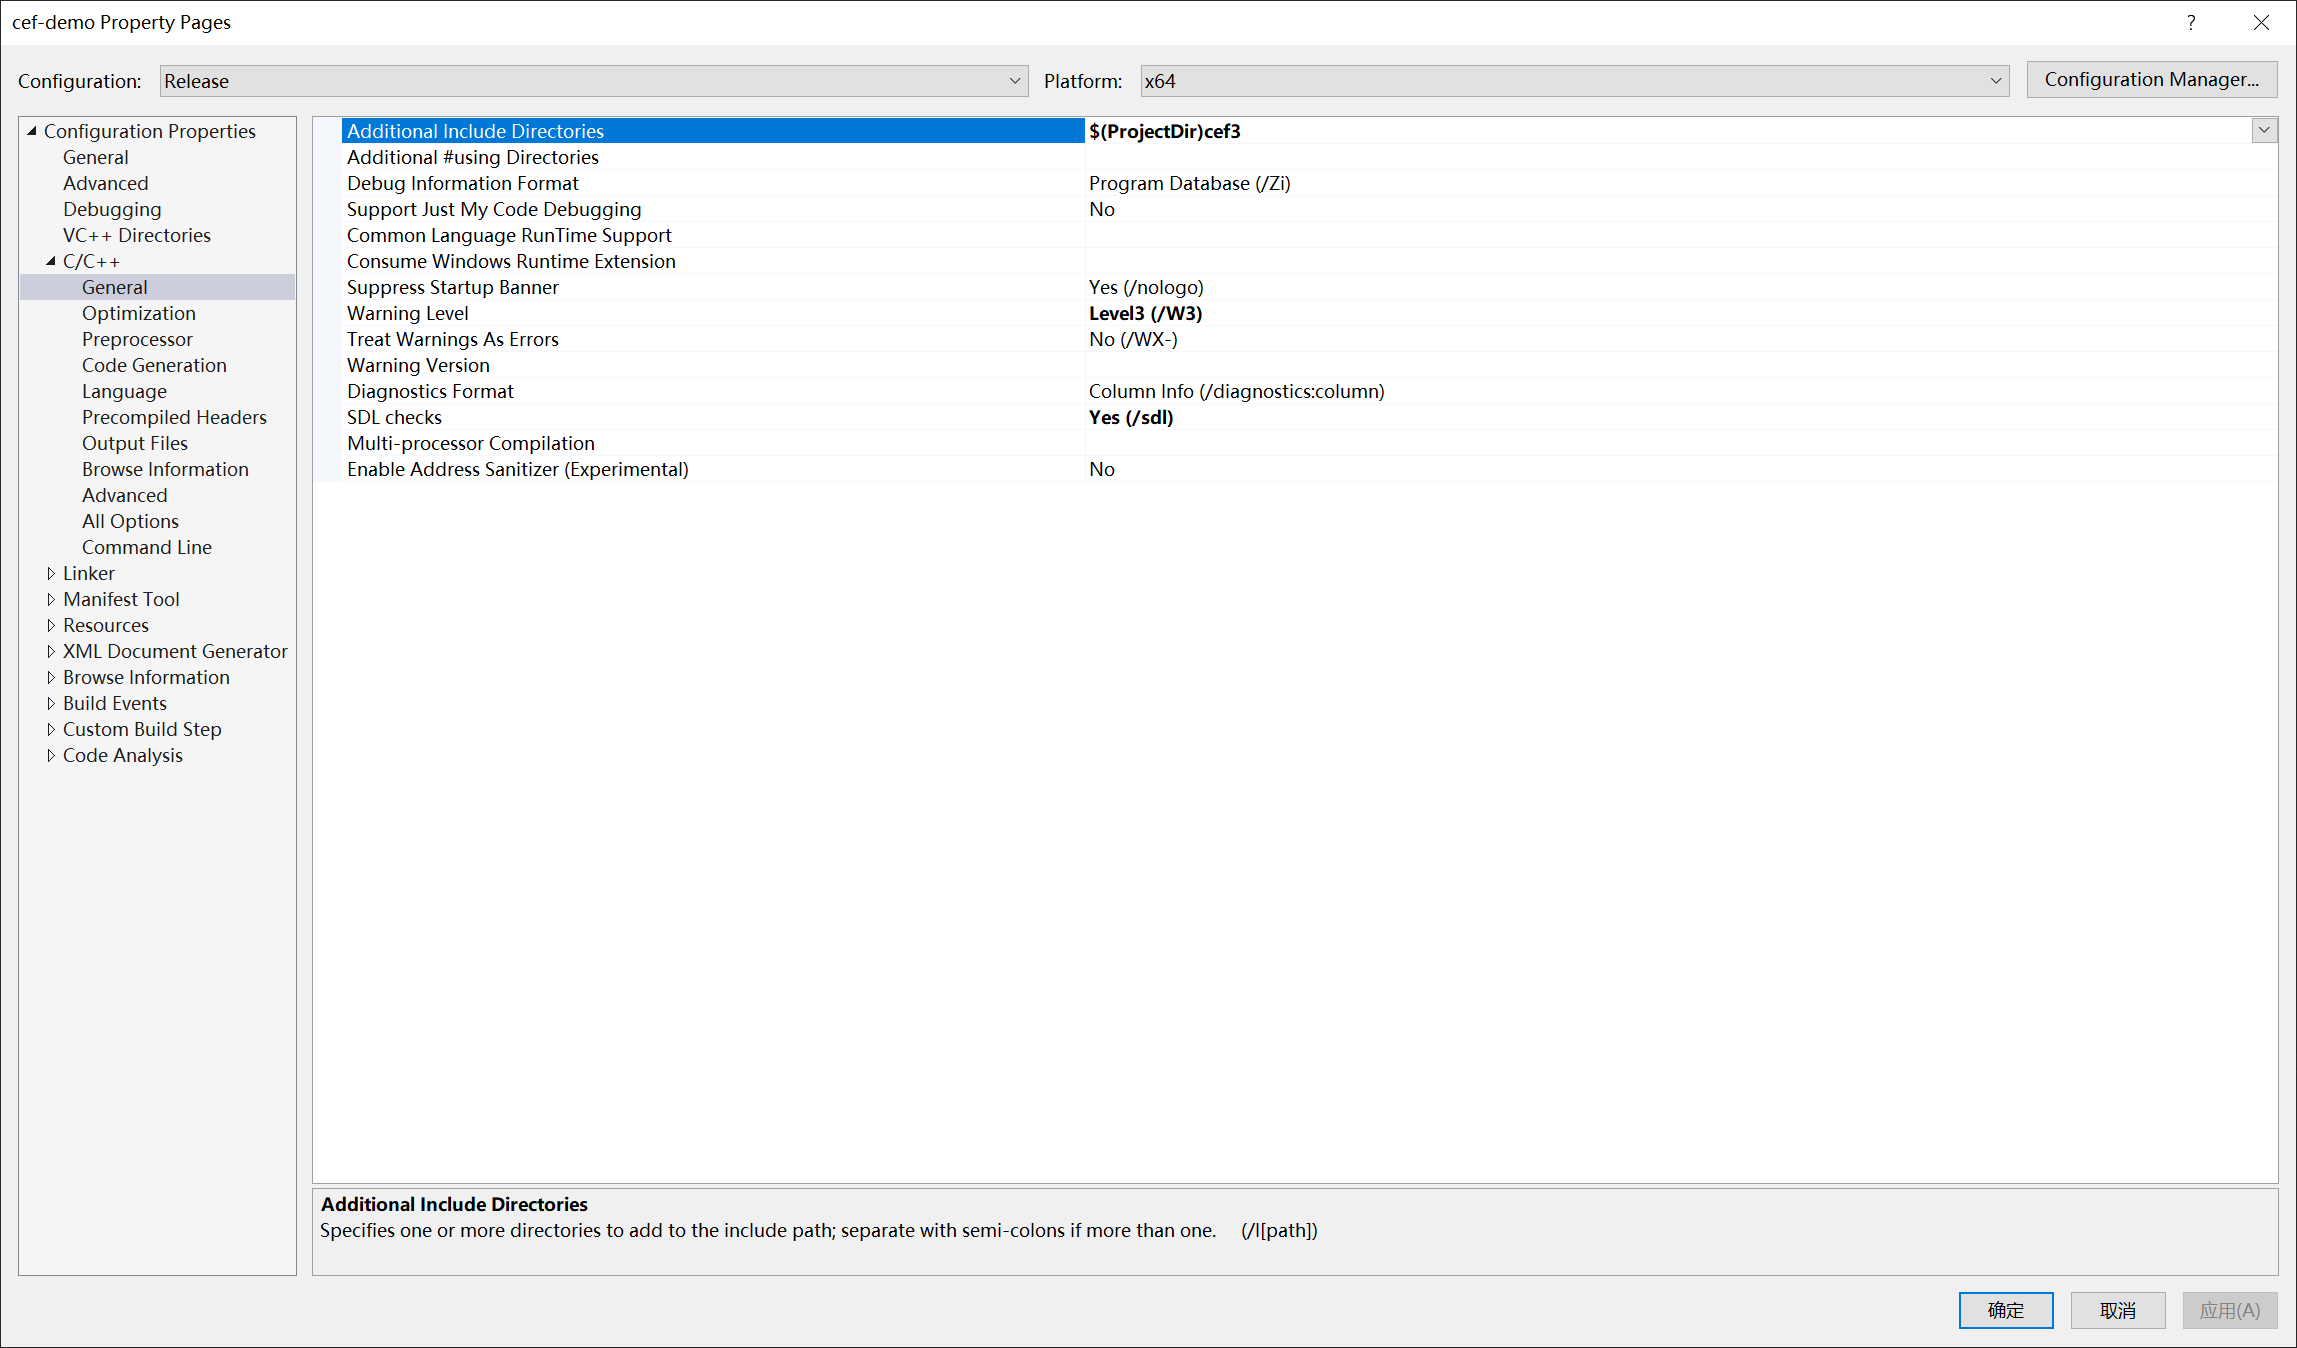 cef-demo Property Pages
?
Configuration: Release Platform: x64 Configuration Manager...
Configuration Properties
General
Advanced
Debugging
VC++ Directories
C/C++
General
Optimization
Preprocessor
Code Generation
Language
Precompiled Headers
Output Files
Browse Information
Advanced
All Options
Command Line
Linker
Manifest Tool
Resources
XML Document Generator
Browse Information
Build Events
Custom Build Step
Code Analysis
Additional Include Directories $(ProjectDir)cef3
Additional #using Directories
Debug Information Format Program Database (/Zi)
Support Just My Code Debugging No
Common Language RunTime Support
Consume Windows Runtime Extension
Suppress Startup Banner Yes (/nologo)
Warning Level Level3 (/W3)
Treat Warnings As Errors No (/WX-)
Warning Version
Diagnostics Format Column Info (/diagnostics:column)
SDL checks Yes (/sdl)
Multi-processor Compilation
Enable Address Sanitizer (Experimental) No
Additional Include Directories
Specifies one or more directories to add to the include path; separate with semi-colons if more than one. (/I[path])
确定 取消 应用(A)